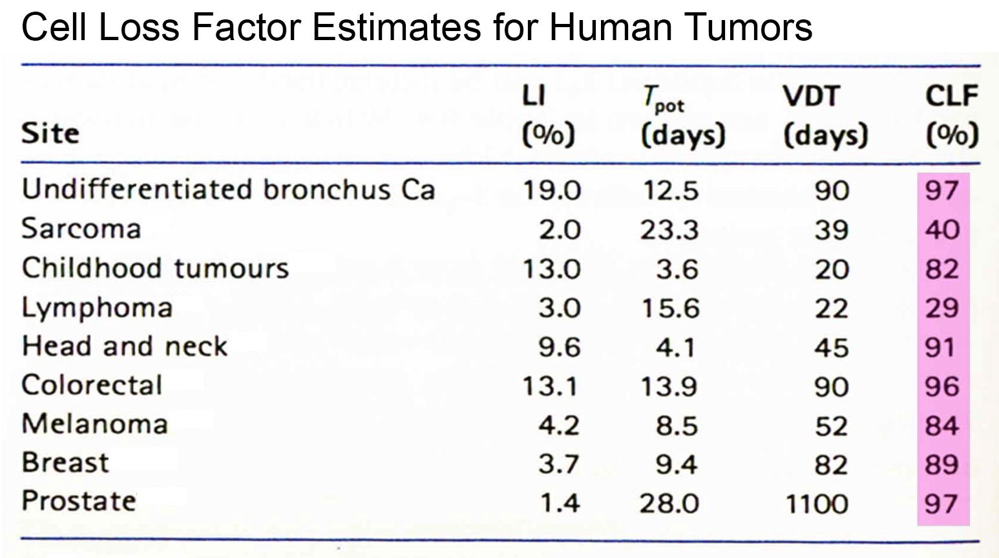 Cell Loss Factor Estimates for Human Tumors
LI Tpot VDT CLF
Site (%) (days) (days) (%)
Undifferentiated bronchus Ca 19.0 12.5 90 97
Sarcoma 2.0 23.3 39 40
Childhood tumours 13.0 3.6 20 82
Lymphoma 3.0 15.6 22 29
Head and neck 9.6 4.1 45 91
Colorectal 13.1 13.9 90 96
Melanoma 4.2 8.5 52 84
Breast 3.7 9.4 82 89
Prostate 1.4 28.0 1100 97